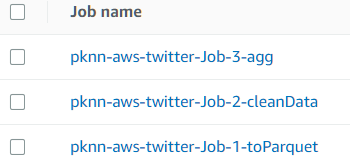 Job name
pknn-aws-twitter-Job-3-agg
pknn-aws-twitter-Job-2-cleanData
pknn-aws-twitter-Job-1-toParquet